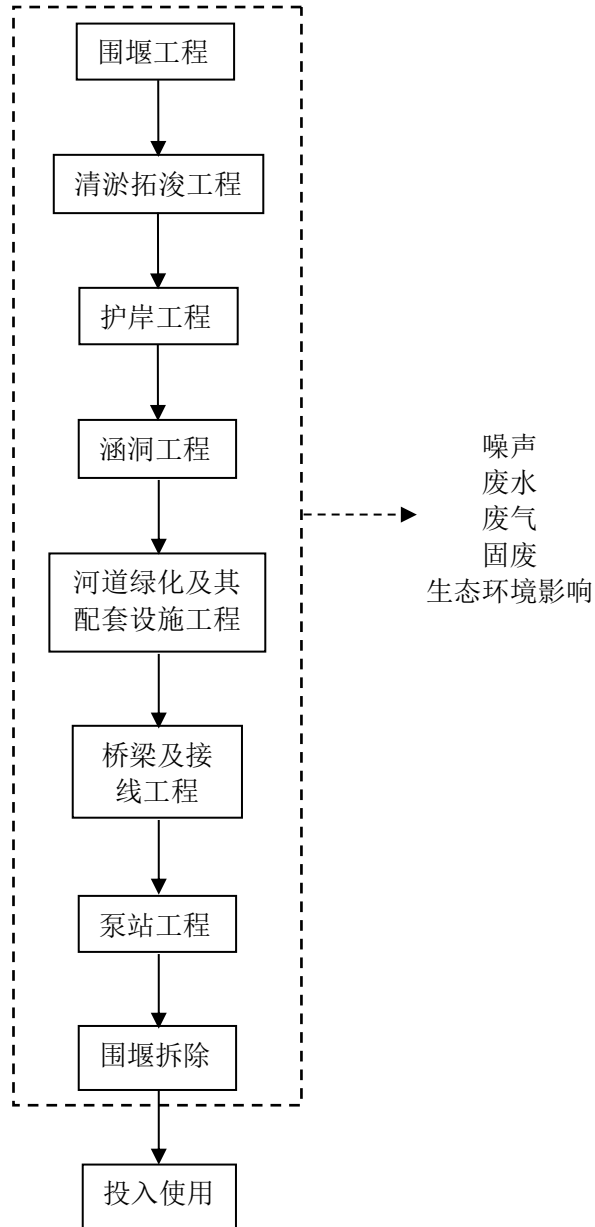 围堰工程
清淤拓浚工程
护岸工程
涵洞工程
河道绿化及其
配套设施工程
桥梁及接
线工程
泵站工程
围堰拆除
投入使用
噪声
废水
废气
固废
生态环境影响